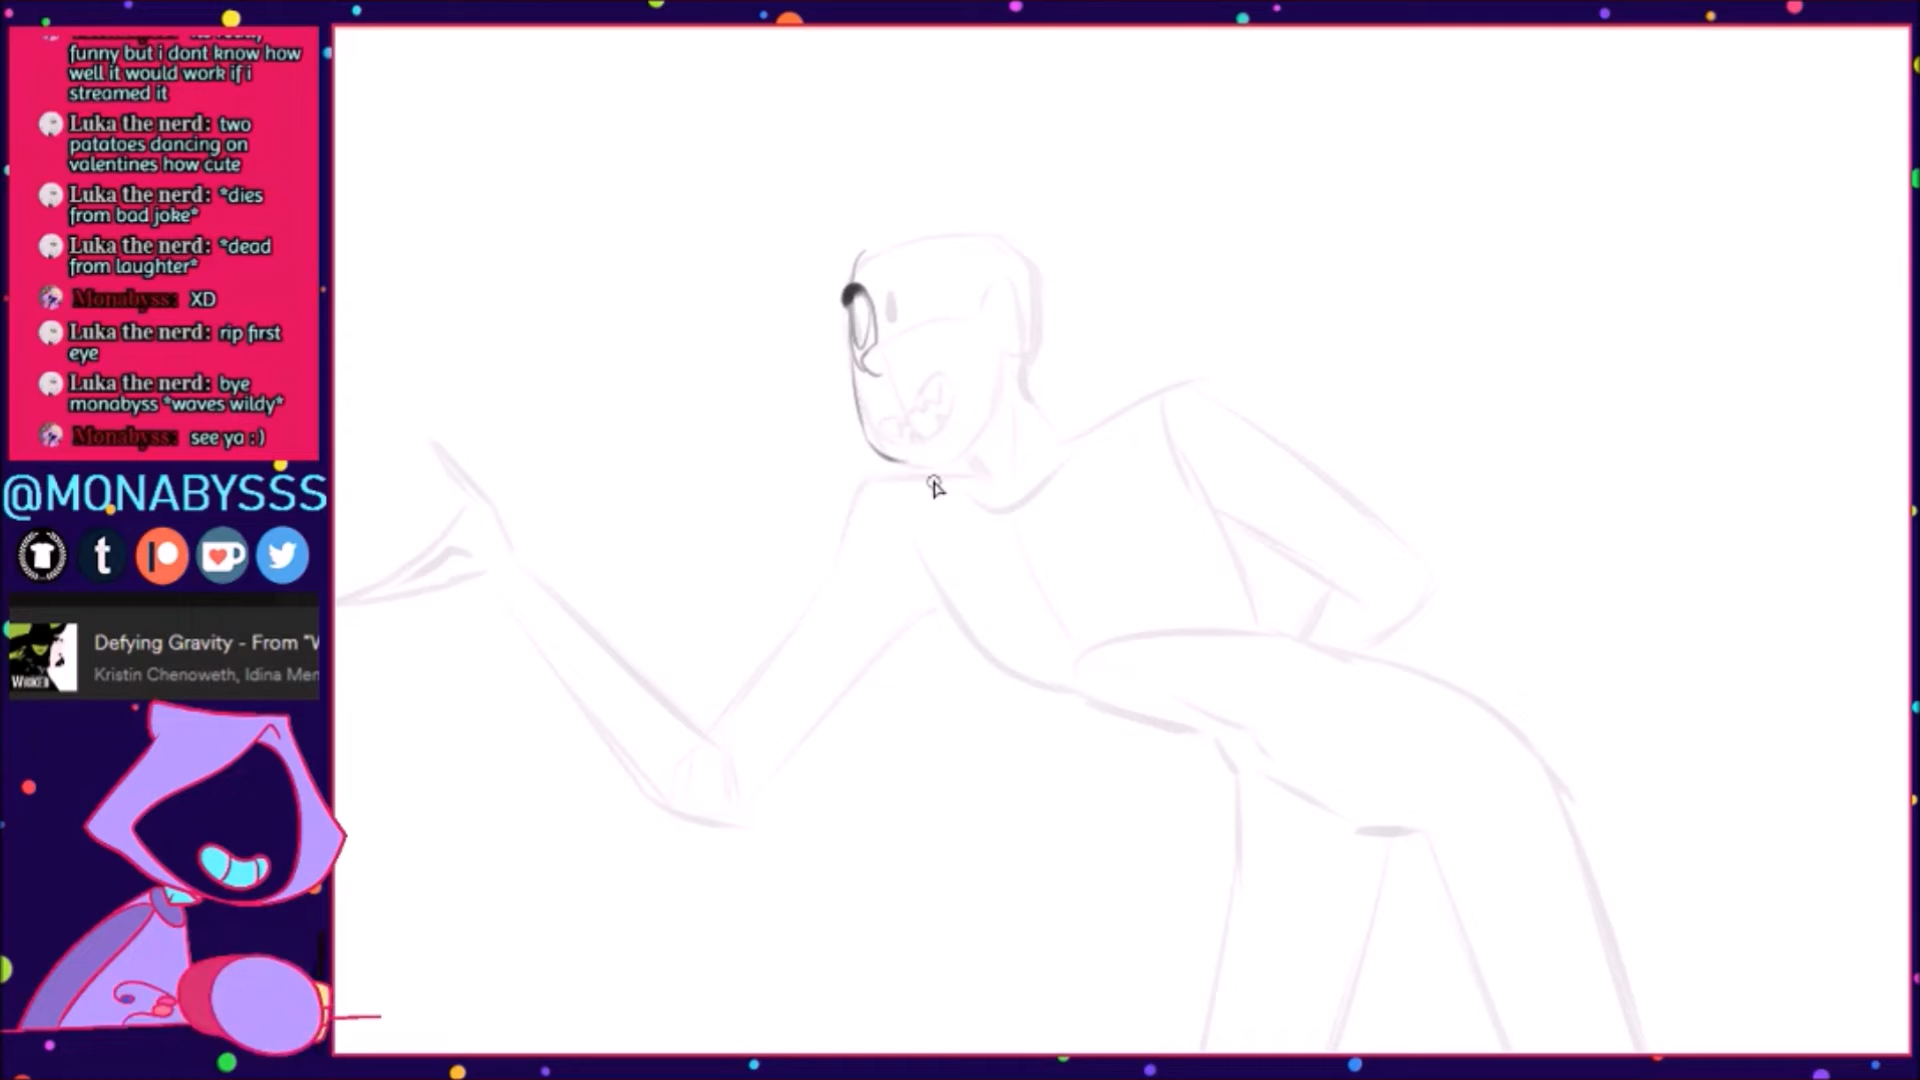 funny but i dont know how
well it would work if i
streamed it
Luka the nerd: two
patatoes dancing on
valentines how cute
Luka the nerd: *dies
from bad joke*
Luka the nerd: *dead
from laughter*
Monabyss: XD
Luka the nerd: rip first
eye
Luka the nerd: bye
monabyss *waves wildy*
Monabyss: see ya :)
@MONABYSSS
t
WICKED
Defying Gravity - From "W
Kristin Chenoweth, Idina Men